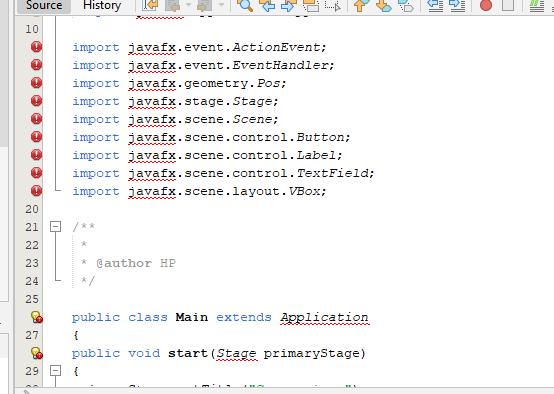 Source History
10
import javafx.event.ActionEvent;
import javafx.event.EventHandler;
import javafx.geometry.Pos;
import javafx.stage.Stage;
import javafx.scene.Scene;
import javafx.scene.control.Button;
import javafx.scene.control.Label;
import javafx.scene.control.TextField;
import javafx.scene.layout.VBox;
20
21 /**
22 *
23 * @author HP
24 */
25
public class Main extends Application
27 {
public void start(Stage primaryStage)
29 {